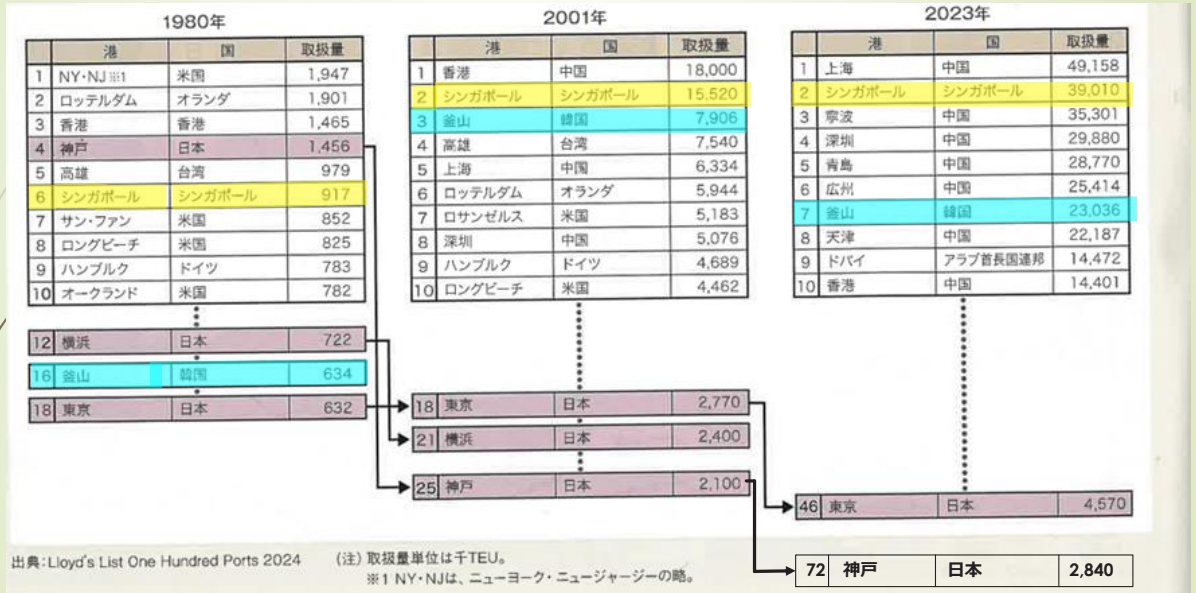 1980年
港 国 取扱量
1 NY・NJ※1 米国 1,947
2 ロッテルダム オランダ 1,901
3 香港 香港 1,465
4 神戸 日本 1,456
5 高雄 台湾 979
6 シンガポール シンガポール 917
7 サン・ファン 米国 852
8 ロングビーチ 米国 825
9 ハンブルク ドイツ 783
10 オークランド 米国 782
12 横浜 日本 722
16 釜山 韓国 634
18 東京 日本 632
2001年
港 国 取扱量
1 香港 中国 18,000
2 シンガポール シンガポール 15,520
3 釜山 韓国 7,906
4 高雄 台湾 7,540
5 上海 中国 6,334
6 ロッテルダム オランダ 5,944
7 ロサンゼルス 米国 5,183
8 深圳 中国 5,076
9 ハンブルク ドイツ 4,689
10 ロングビーチ 米国 4,462
18 東京 日本 2,770
21 横浜 日本 2,400
25 神戸 日本 2,100
2023年
港 国 取扱量
1 上海 中国 49,158
2 シンガポール シンガポール 39,010
3 寧波 中国 35,301
4 深圳 中国 29,880
5 青島 中国 28,770
6 広州 中国 25,414
7 釜山 韓国 23,036
8 天津 中国 22,187
9 ドバイ アラブ首長国連邦 14,472
10 香港 中国 14,401
46 東京 日本 4,570
72 神戸 日本 2,840
出典:Lloyd's List One Hundred Ports 2024
(注) 取扱量単位は千TEU。
※1 NY・NJは、ニューヨーク・ニュージャージーの略。